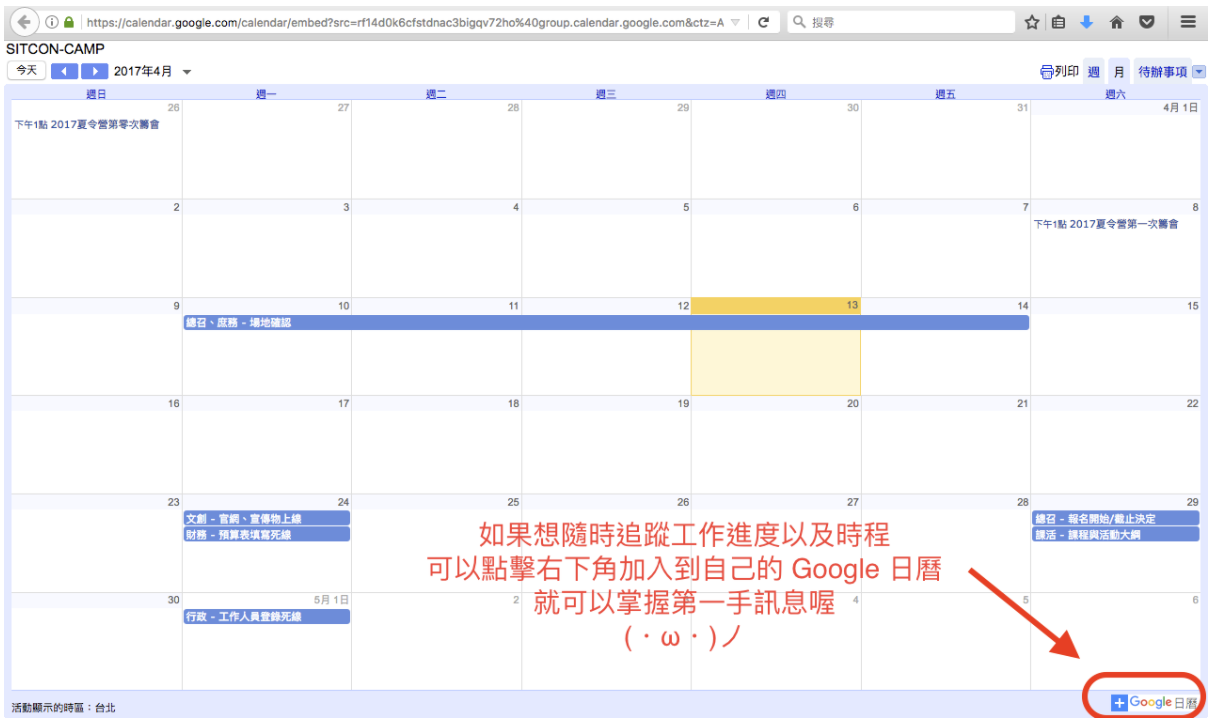 https://calendar.google.com/calendar/embed?src=rf14d0k6cfstdnac3bigqv72ho%40group.calendar.google.com&ctz=A
搜尋
SITCON-CAMP
今天 2017年4月 列印 週 月 待辦事項
週日 週一 週二 週三 週四 週五 週六
26 27 28 29 30 31 4月 1日
下午1點 2017夏令營第零次籌會
2 3 4 5 6 7 8
下午1點 2017夏令營第一次籌會
9 10 11 12 13 14 15
總召、庶務 - 場地確認
16 17 18 19 20 21 22
23 24 25 26 27 28 29
文創 - 官網、宣傳物上線 總召 - 報名開始/截止決定
財務 - 預算表填寫死線 課活 - 課程與活動大綱
如果想隨時追蹤工作進度以及時程
可以點擊右下角加入到自己的 Google 日曆
30 5月 1日 2 4 5 6
就可以掌握第一手訊息喔
行政 - 工作人員登錄死線
(・ω・)ノ
Google 日曆
活動顯示的時區：台北